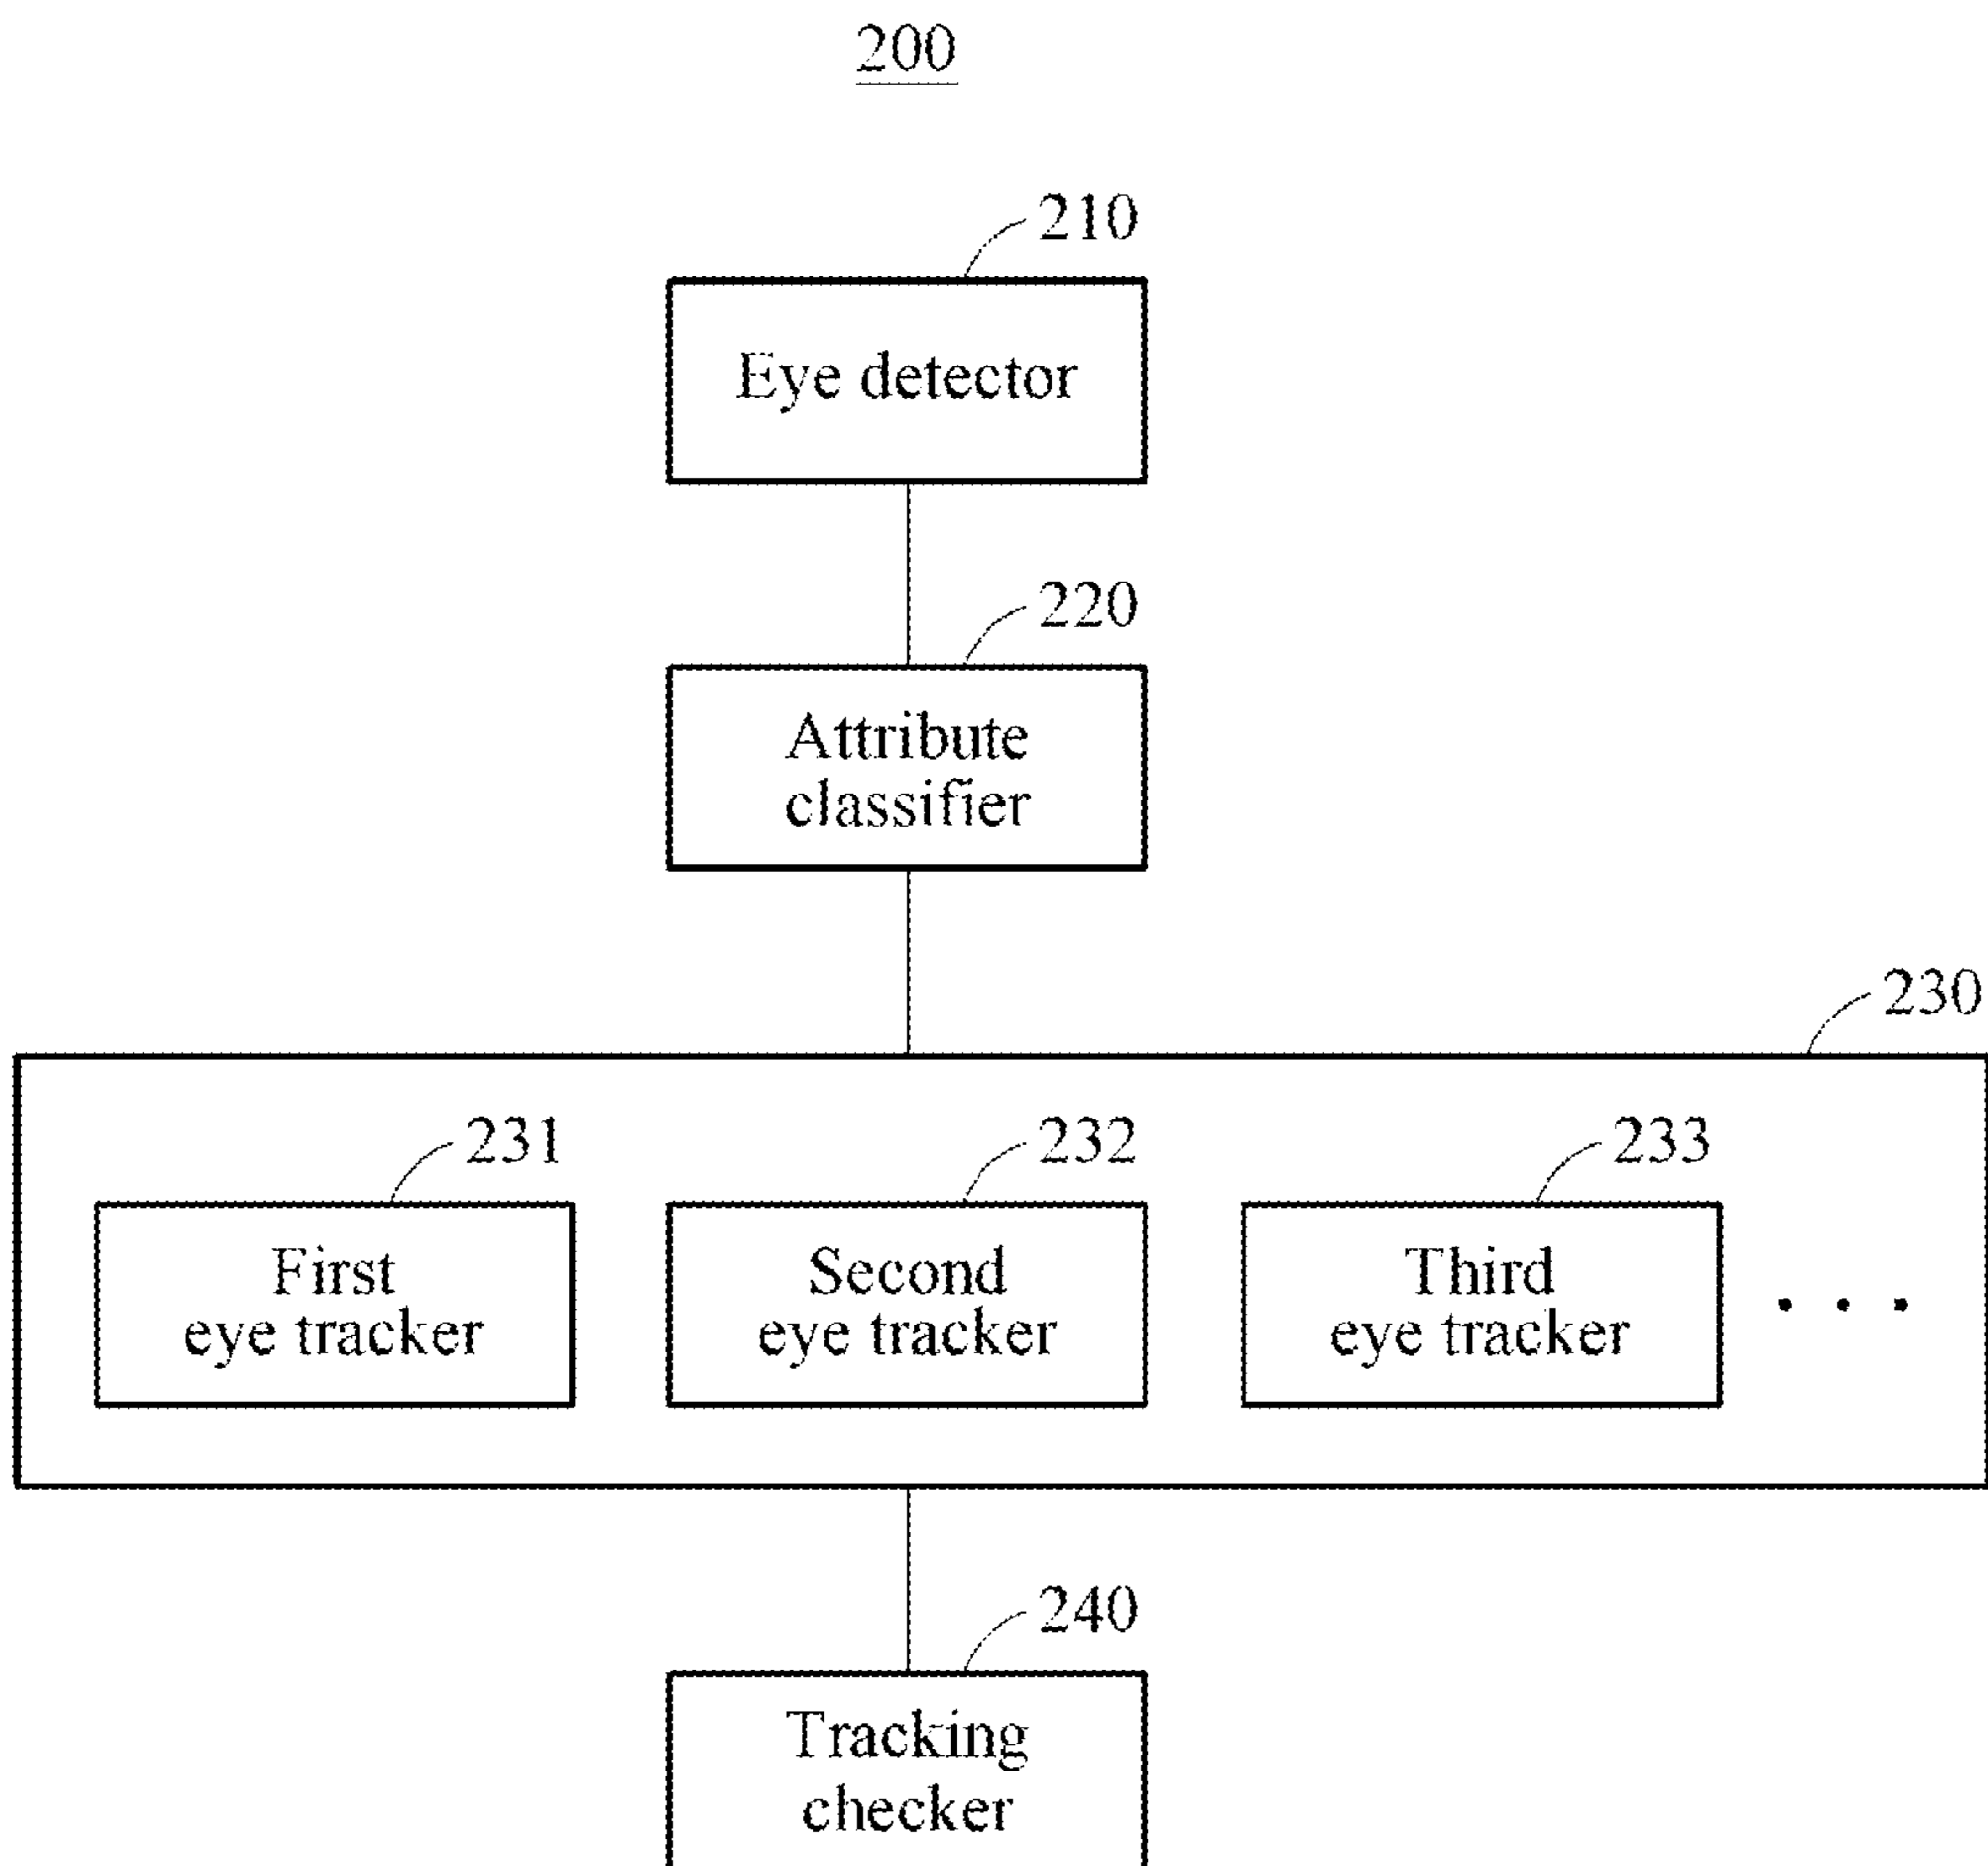 200
210
Eye detector
220
Attribute
classifier
230
231
232
233
First
eye tracker
Second
eye tracker
Third
eye tracker
• • •
240
Tracking
checker